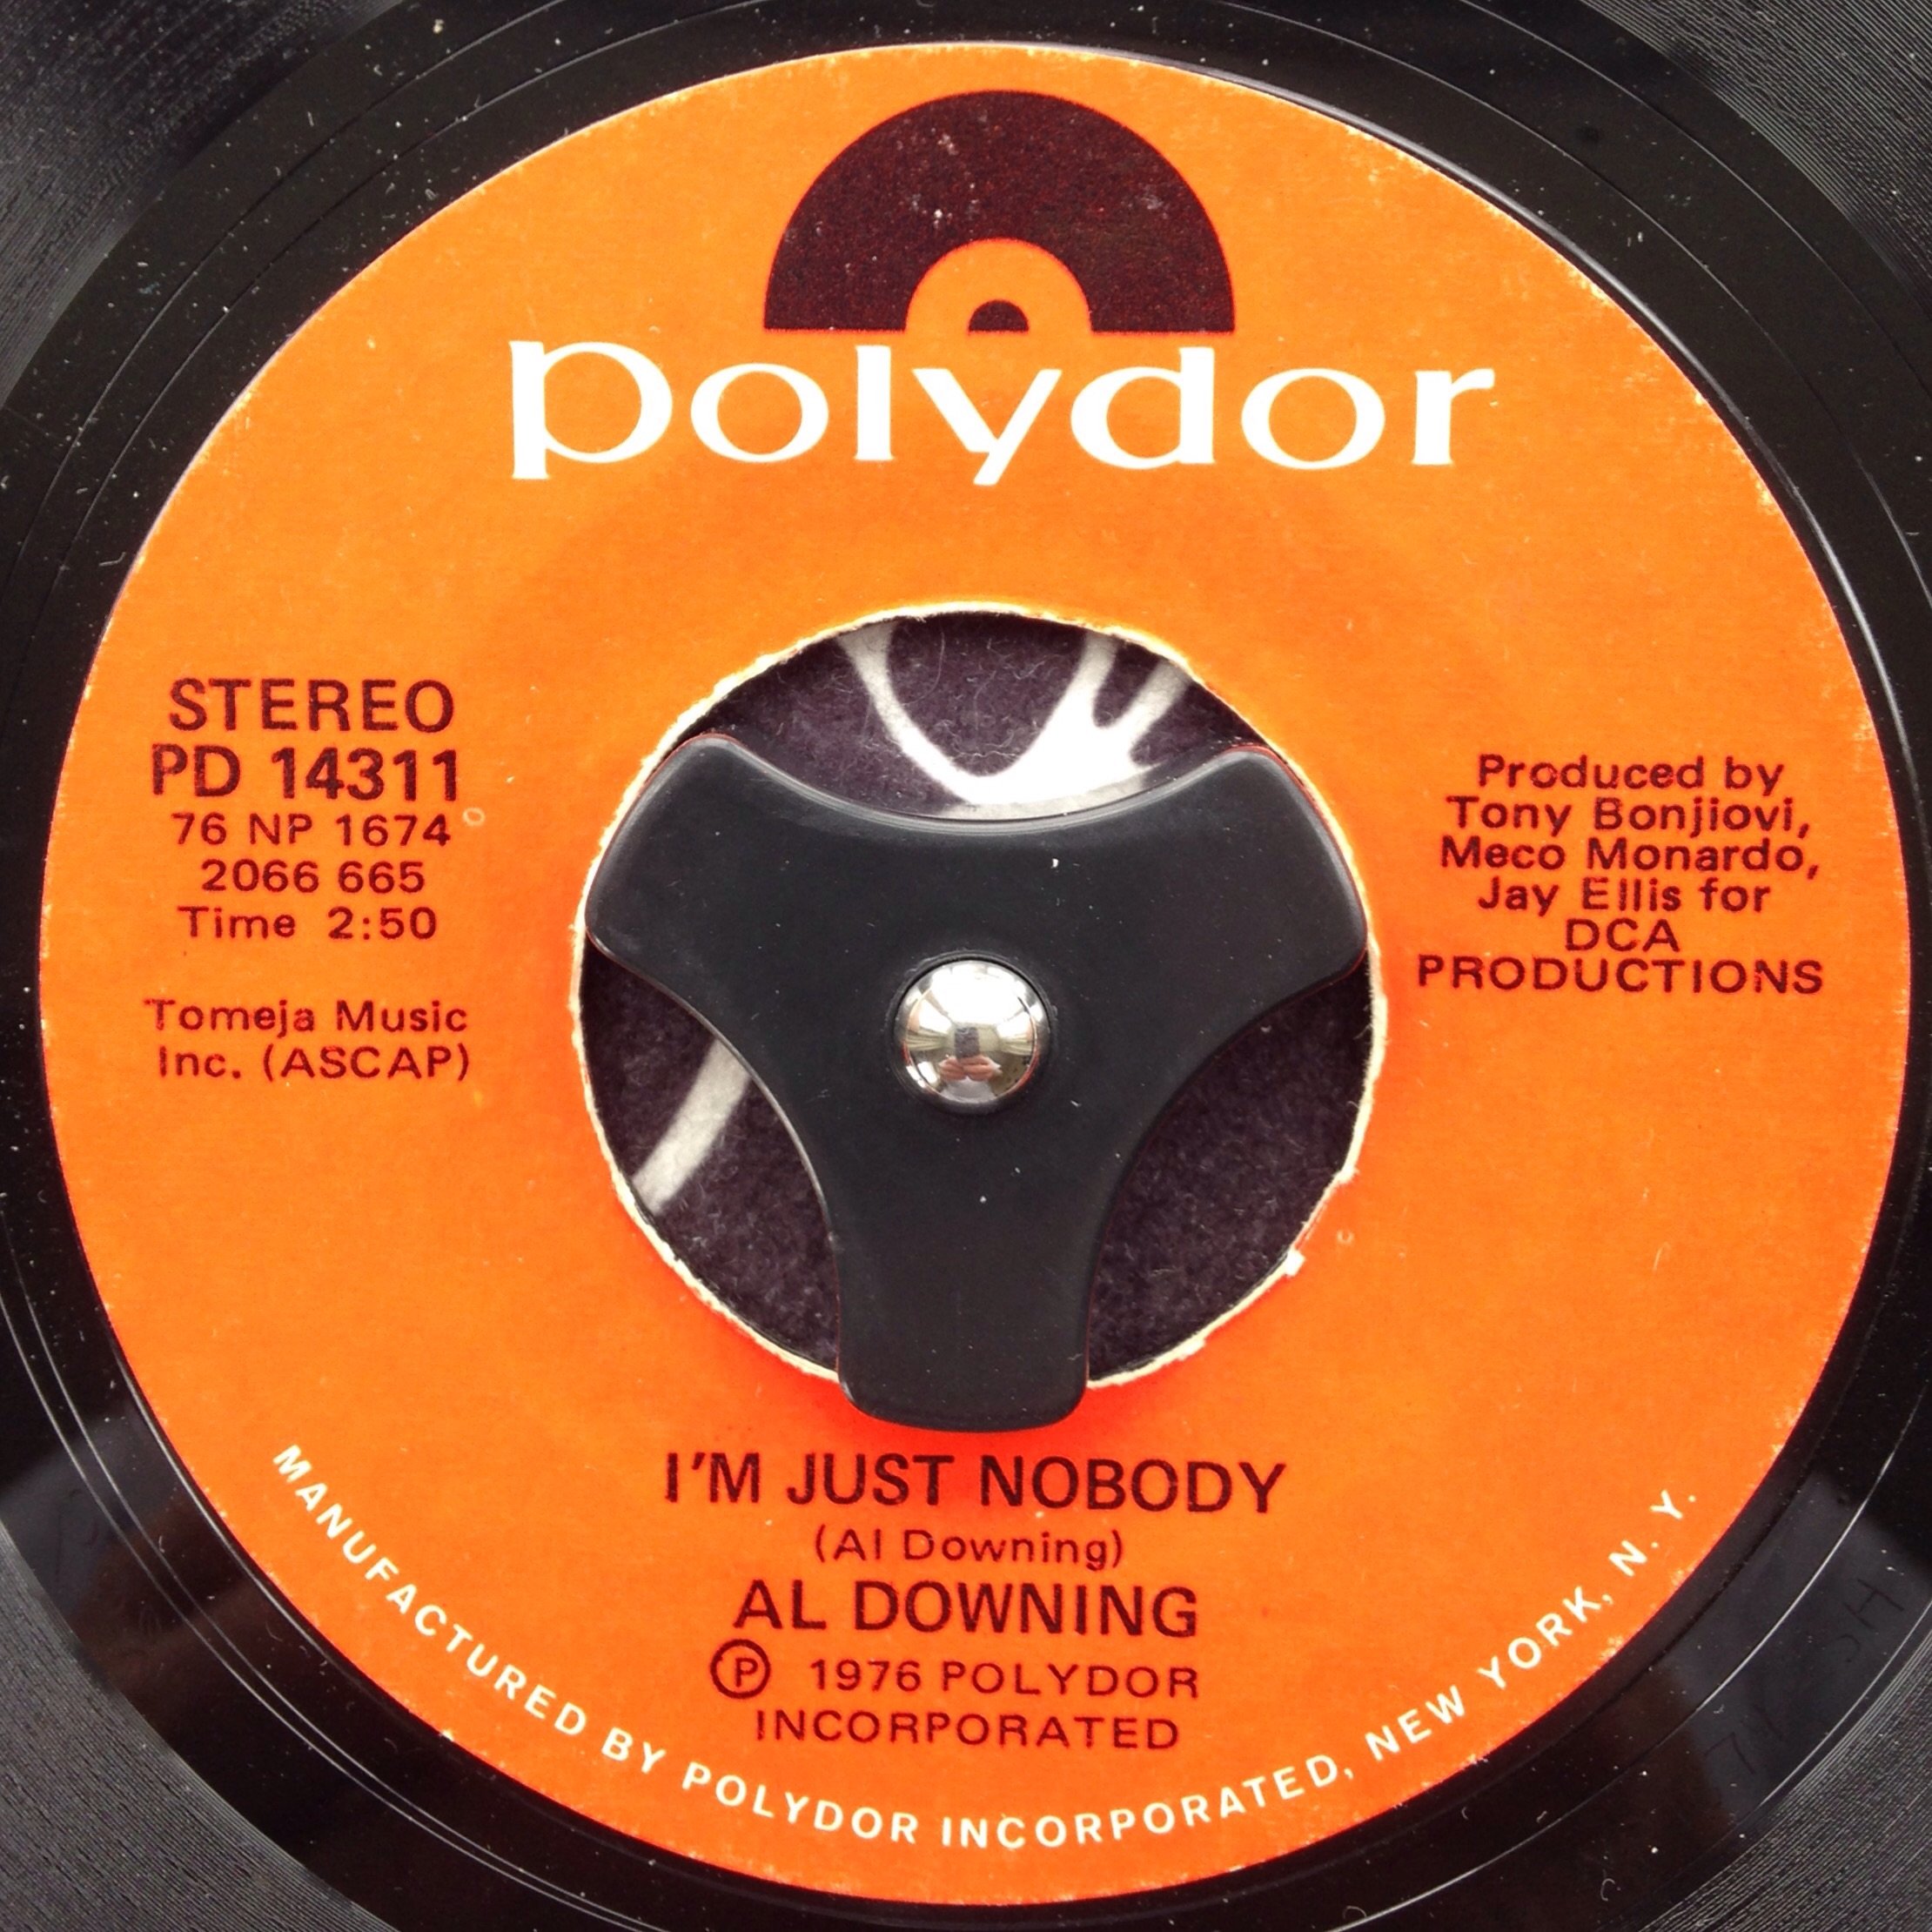 polydor
STEREO
PD 14311
76 NP 1674
2066 665
Time 2:50
Tomeja Music
Inc. (ASCAP)
Produced by
Tony Bonjiovi,
Meco Monardo,
Jay Ellis for
DCA
PRODUCTIONS
I'M JUST NOBODY
(Al Downing)
AL DOWNING
Ⓟ 1976 POLYDOR
INCORPORATED
MANUFACTURED BY POLYDOR INCORPORATED, NEW YORK, N. Y.